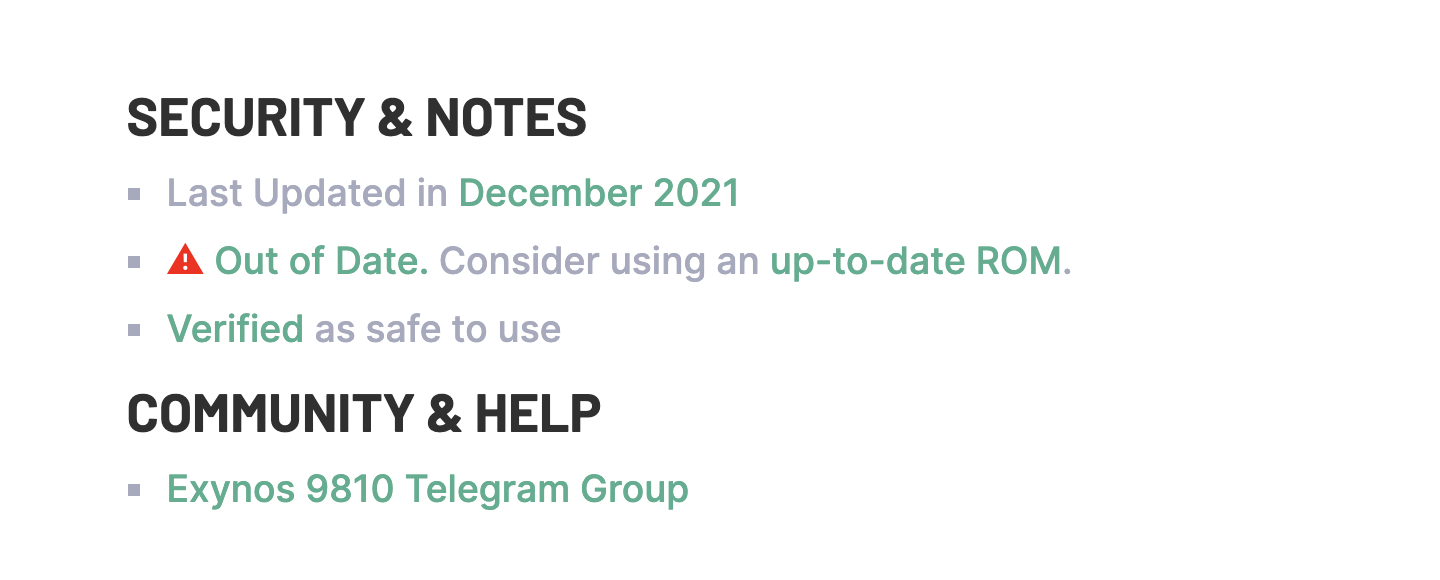 SECURITY & NOTES
Last Updated in December 2021
⚠ Out of Date. Consider using an up-to-date ROM.
Verified as safe to use
COMMUNITY & HELP
Exynos 9810 Telegram Group